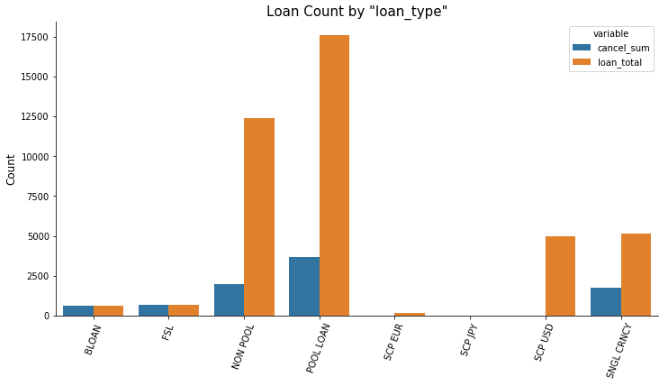 Loan Count by "loan_type"
variable
cancel_sum
loan_total
Count
17500
15000
12500
10000
7500
5000
2500
0
BLOAN
FSL
NON POOL
POOL LOAN
SCP EUR
SCP JPY
SCP USD
SNGL CRNCY